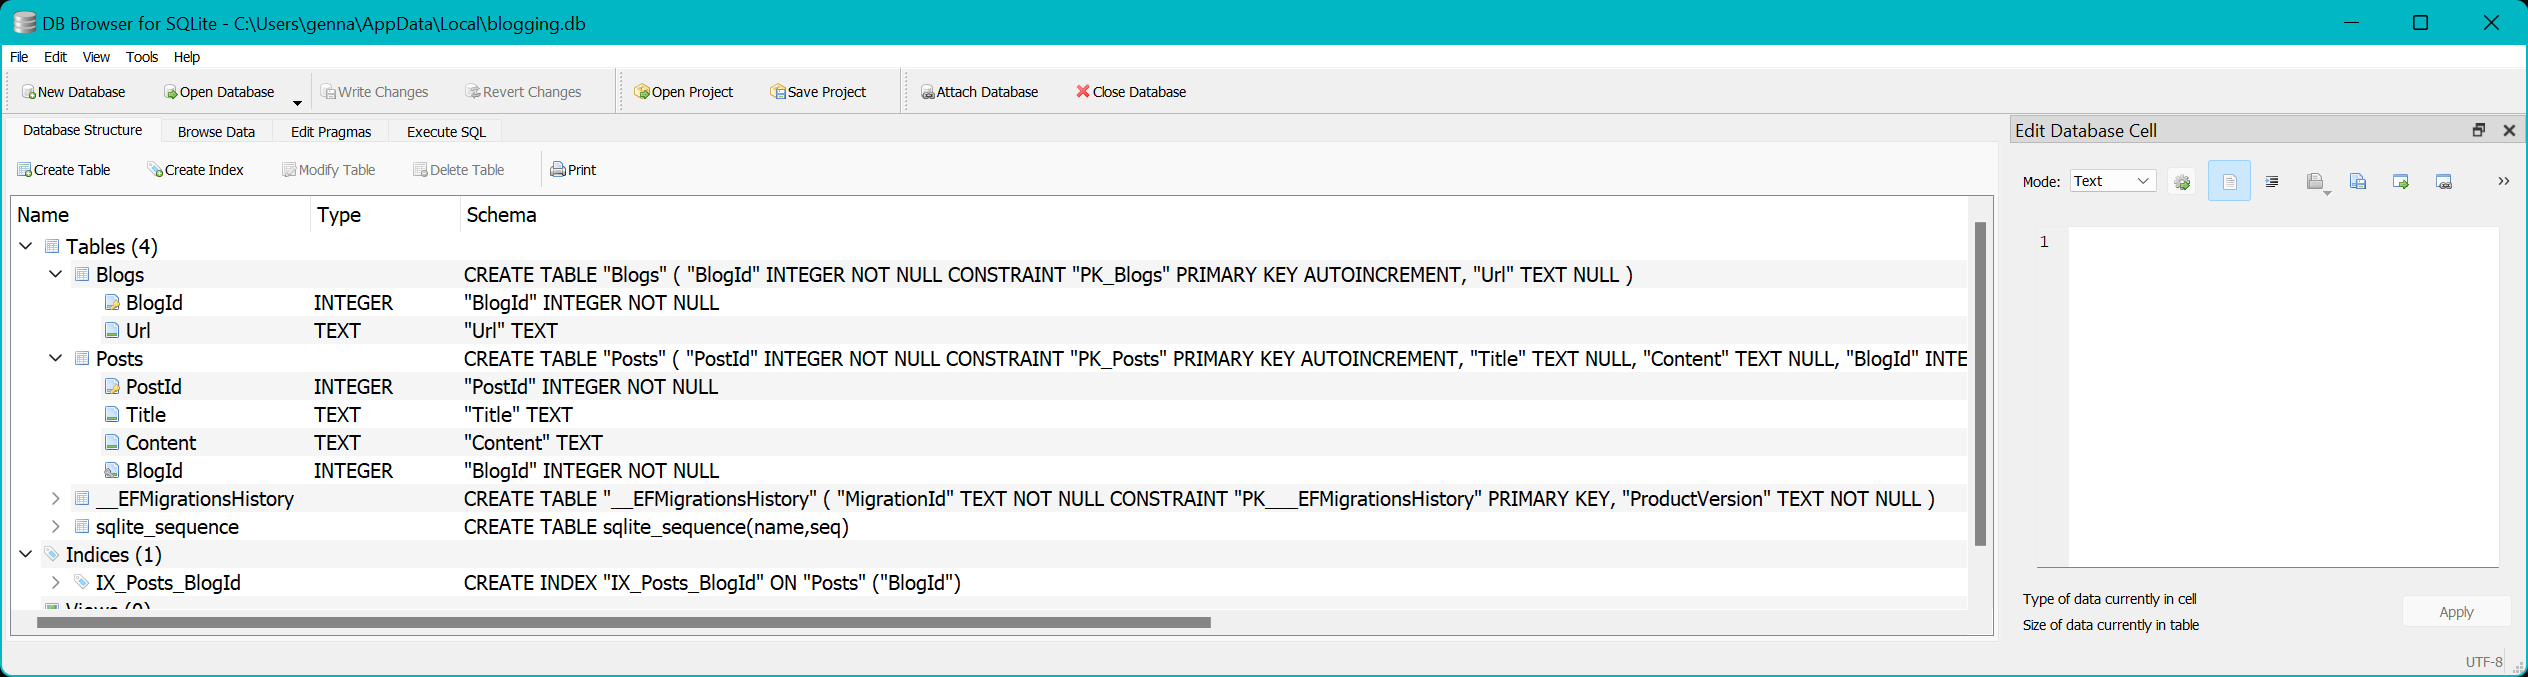 DB Browser for SQLite - C:\Users\genna\AppData\Local\blogging.db
File Edit View Tools Help
New Database Open Database Write Changes Revert Changes Open Project Save Project Attach Database Close Database
Database Structure Browse Data Edit Pragmas Execute SQL
Create Table Create Index Modify Table Delete Table Print
Name Type Schema
Tables (4)
Blogs CREATE TABLE "Blogs" ( "BlogId" INTEGER NOT NULL CONSTRAINT "PK_Blogs" PRIMARY KEY AUTOINCREMENT, "Url" TEXT NULL )
BlogId INTEGER "BlogId" INTEGER NOT NULL
Url TEXT "Url" TEXT
Posts CREATE TABLE "Posts" ( "PostId" INTEGER NOT NULL CONSTRAINT "PK_Posts" PRIMARY KEY AUTOINCREMENT, "Title" TEXT NULL, "Content" TEXT NULL, "BlogId" INTE
PostId INTEGER "PostId" INTEGER NOT NULL
Title TEXT "Title" TEXT
Content TEXT "Content" TEXT
BlogId INTEGER "BlogId" INTEGER NOT NULL
__EFMigrationsHistory CREATE TABLE "__EFMigrationsHistory" ( "MigrationId" TEXT NOT NULL CONSTRAINT "PK___EFMigrationsHistory" PRIMARY KEY, "ProductVersion" TEXT NOT NULL )
sqlite_sequence CREATE TABLE sqlite_sequence(name,seq)
Indices (1)
IX_Posts_BlogId CREATE INDEX "IX_Posts_BlogId" ON "Posts" ("BlogId")
Views (0)
Edit Database Cell
Mode: Text
1
Type of data currently in cell
Size of data currently in table
Apply
UTF-8